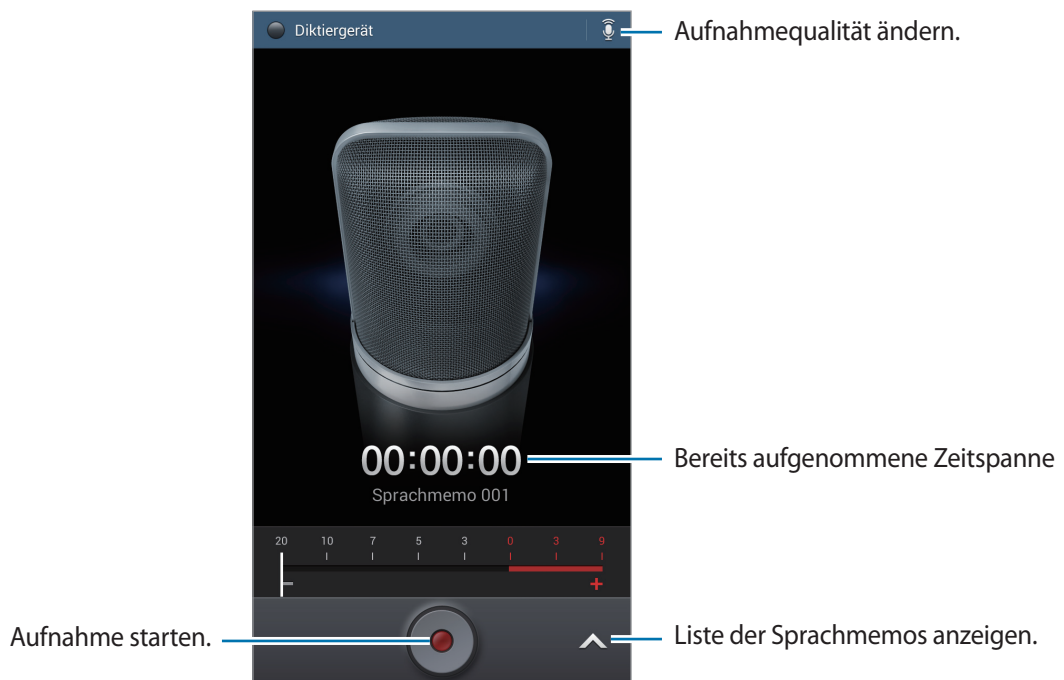 Diktiergerät
Aufnahmequalität ändern.
00:00:00
Bereits aufgenommene Zeitspanne
Sprachmemo 001
20 10 7 5 3 0 3 9
− +
Aufnahme starten.
Liste der Sprachmemos anzeigen.